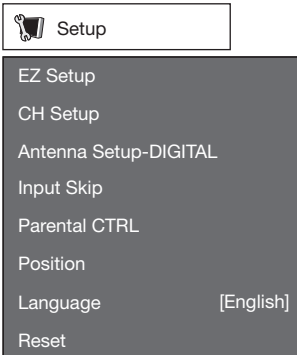 Setup
EZ Setup
CH Setup
Antenna Setup-DIGITAL
Input Skip
Parental CTRL
Position
Language [English]
Reset